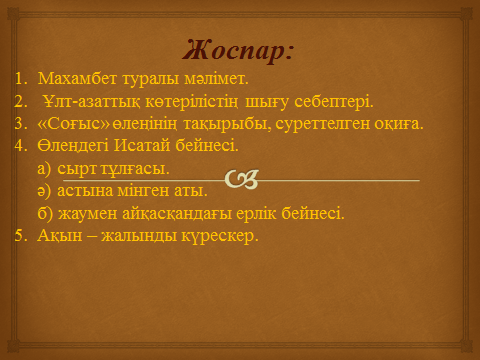 Жоспар:
1. Махамбет туралы мәлімет.
2. Ұлт-азаттық көтерілістің шығу себептері.
3. «Соғыс» өлеңінің тақырыбы, суреттелген оқиға.
4. Өлеңдегі Исатай бейнесі.
а) сырт тұлғасы.
ә) астына мінген аты.
б) жаумен айқасқандағы ерлік бейнесі.
5. Ақын – жалынды күрескер.